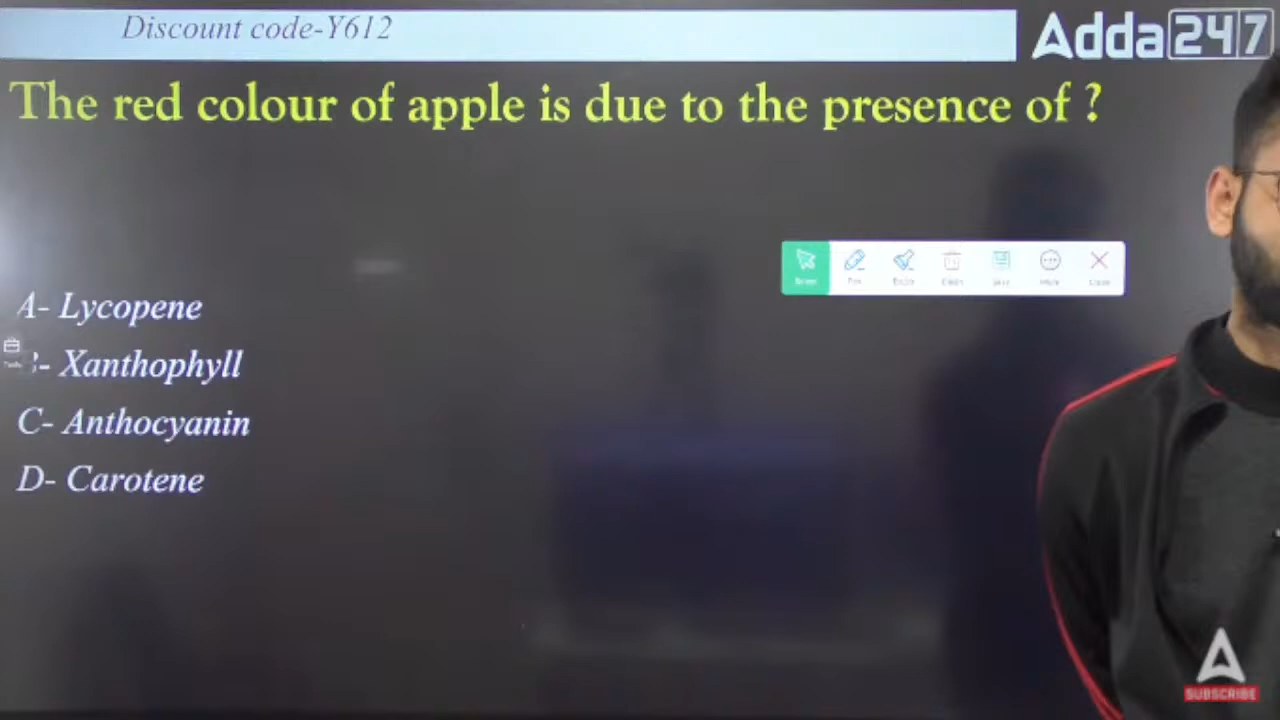 Discount code-Y612
Adda247
The red colour of apple is due to the presence of ?
A- Lycopene
- Xanthophyll
C- Anthocyanin
D- Carotene
SUBSCRIBE